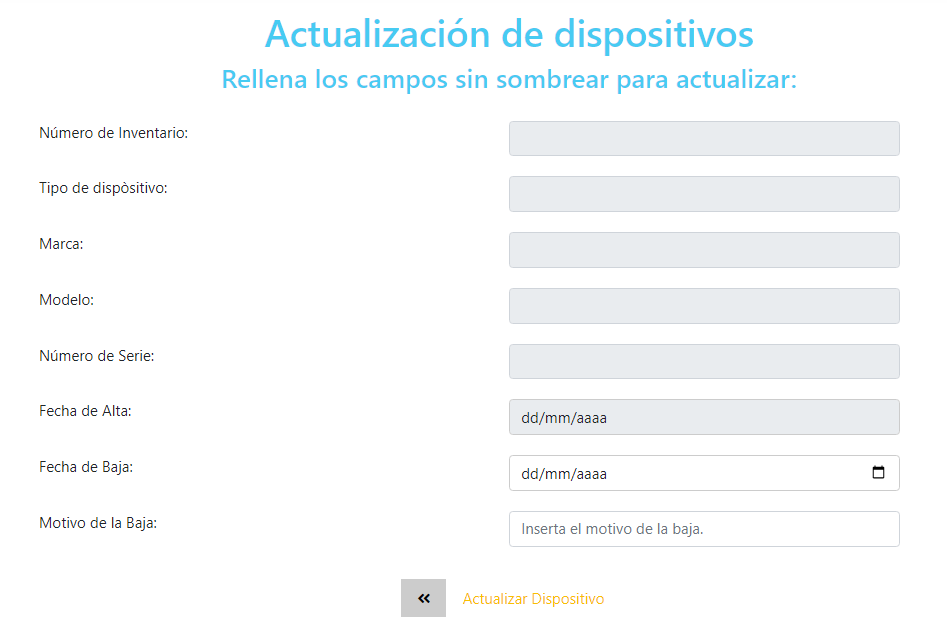 Actualización de dispositivos
Rellena los campos sin sombrear para actualizar:
Número de Inventario:
Tipo de dispòsitivo:
Marca:
Modelo:
Número de Serie:
Fecha de Alta: dd/mm/aaaa
Fecha de Baja: dd/mm/aaaa
Motivo de la Baja: Inserta el motivo de la baja.
« Actualizar Dispositivo